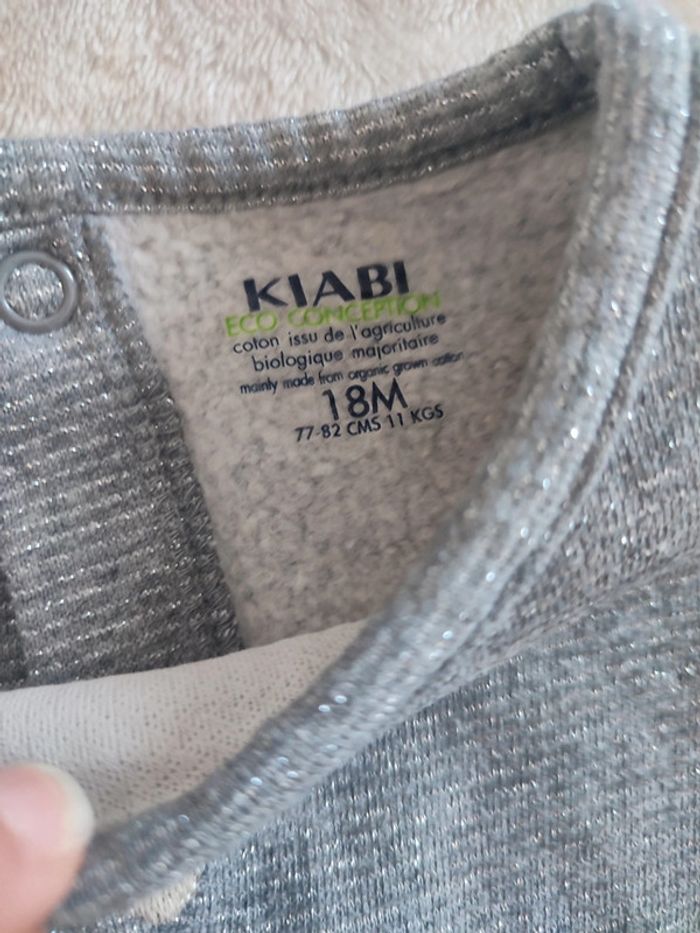 KIABI
ECO CONCEPTION
coton issu de l'agriculture
biologique majoritaire
mainly made from organic grown cotton
18M
77-82 CMS 11 KGS